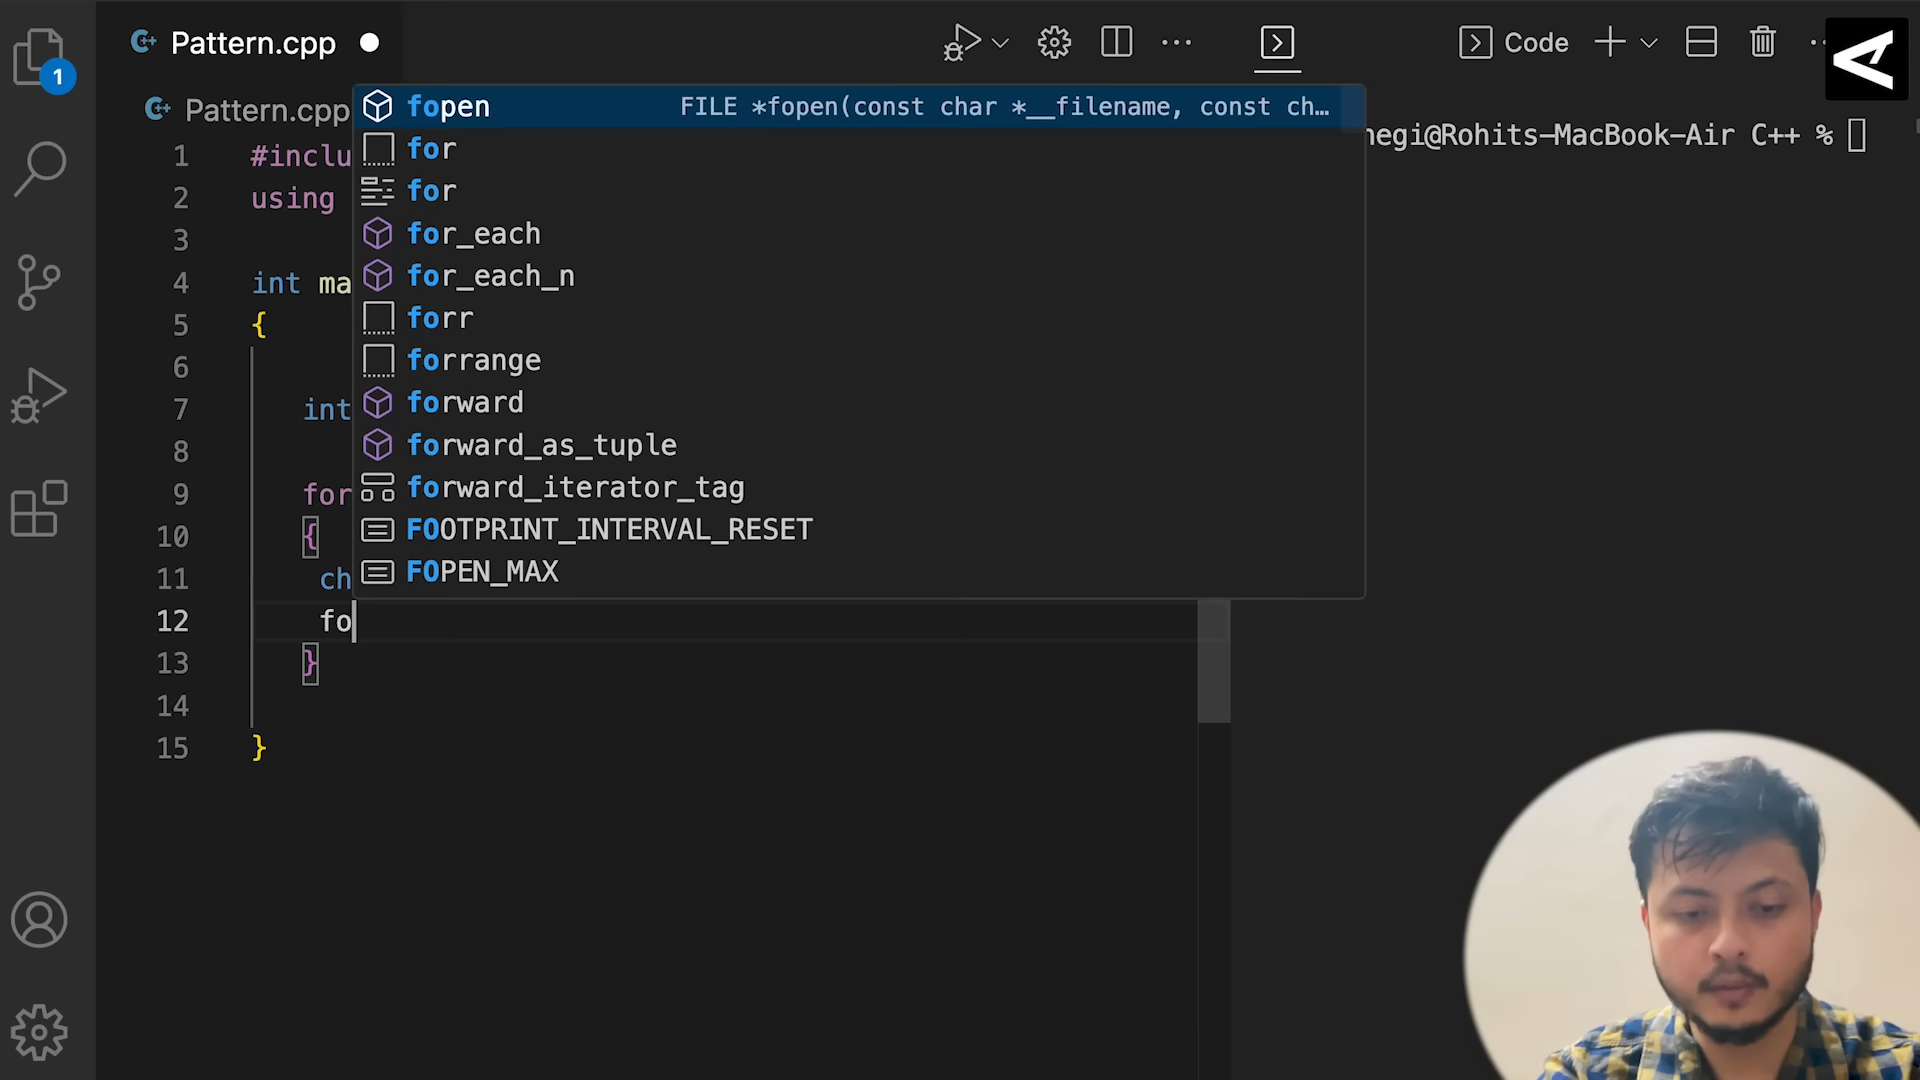 Pattern.cpp
Code
1
Pattern.cpp
fopen FILE *fopen(const char *__filename, const ch…
negi@Rohits-MacBook-Air C++ %
for
for
for_each
for_each_n
forr
forrange
forward
forward_as_tuple
forward_iterator_tag
FOOTPRINT_INTERVAL_RESET
FOPEN_MAX
1 #inclu
2 using
3
4 int ma
5 {
6
7 int
8
9 for
10 {
11 ch
12 fo
13 }
14
15 }